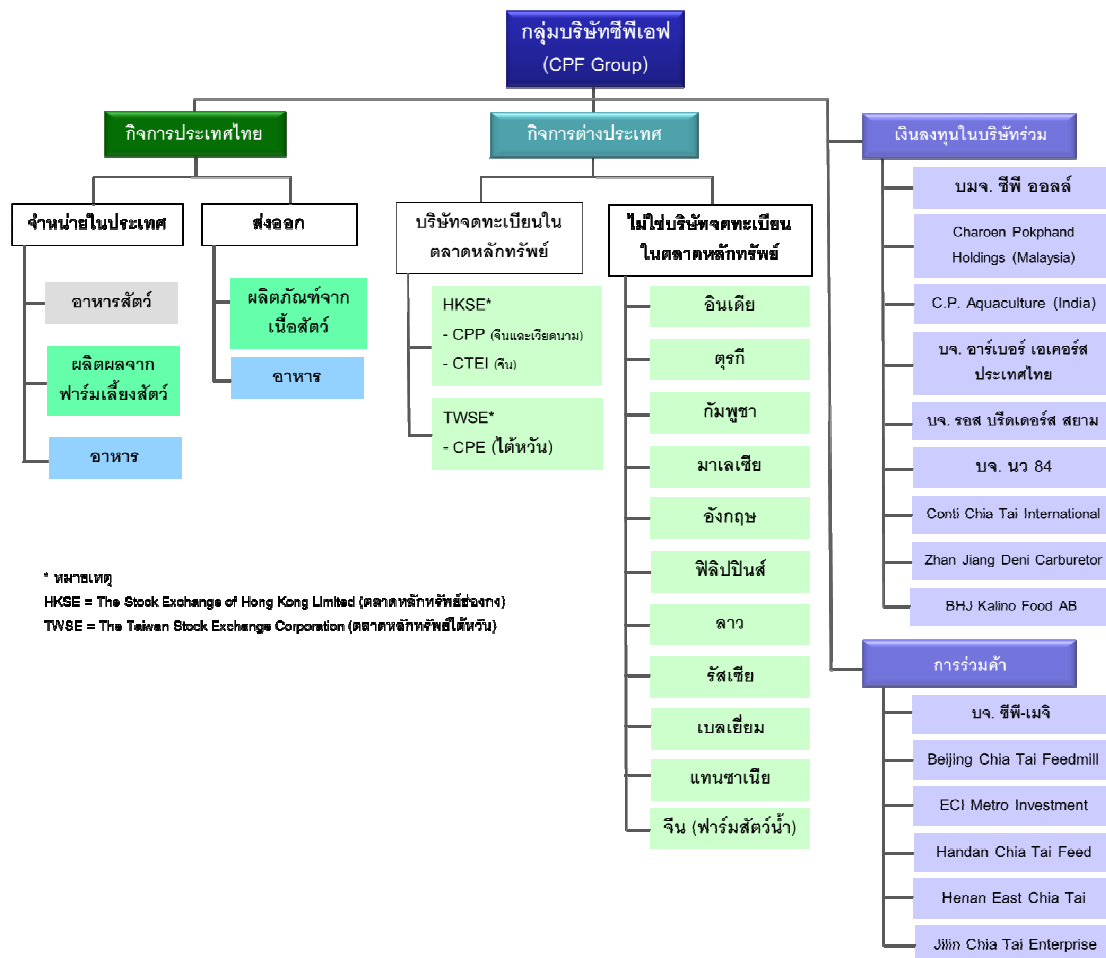 กลุ่มบริษัทซีพีเอฟ
(CPF Group)
กิจการประเทศไทย
จำหน่ายในประเทศ
อาหารสัตว์
ผลิตผลจาก
ฟาร์มเลี้ยงสัตว์
อาหาร
ส่งออก
ผลิตภัณฑ์จาก
เนื้อสัตว์
อาหาร
กิจการต่างประเทศ
บริษัทจดทะเบียนใน
ตลาดหลักทรัพย์
HKSE*
- CPP (จีนและเวียดนาม)
- CTEI (จีน)
TWSE*
- CPE (ไต้หวัน)
ไม่ใช่บริษัทจดทะเบียน
ในตลาดหลักทรัพย์
อินเดีย
ตุรกี
กัมพูชา
มาเลเซีย
อังกฤษ
ฟิลิปปินส์
ลาว
รัสเซีย
เบลเยี่ยม
แทนซาเนีย
จีน (ฟาร์มสัตว์น้ำ)
เงินลงทุนในบริษัทร่วม
บมจ. ซีพี ออลล์
Charoen Pokphand
Holdings (Malaysia)
C.P. Aquaculture (India)
บจ. อาร์เบอร์ เอเคอร์ส
ประเทศไทย
บจ. รอส บรีดเดอร์ส สยาม
บจ. นว 84
Conti Chia Tai International
Zhan Jiang Deni Carburetor
BHJ Kalino Food AB
การร่วมค้า
บจ. ซีพี-เมจิ
Beijing Chia Tai Feedmill
ECI Metro Investment
Handan Chia Tai Feed
Henan East Chia Tai
Jilin Chia Tai Enterprise
* หมายเหตุ
HKSE = The Stock Exchange of Hong Kong Limited (ตลาดหลักทรัพย์ฮ่องกง)
TWSE = The Taiwan Stock Exchange Corporation (ตลาดหลักทรัพย์ไต้หวัน)